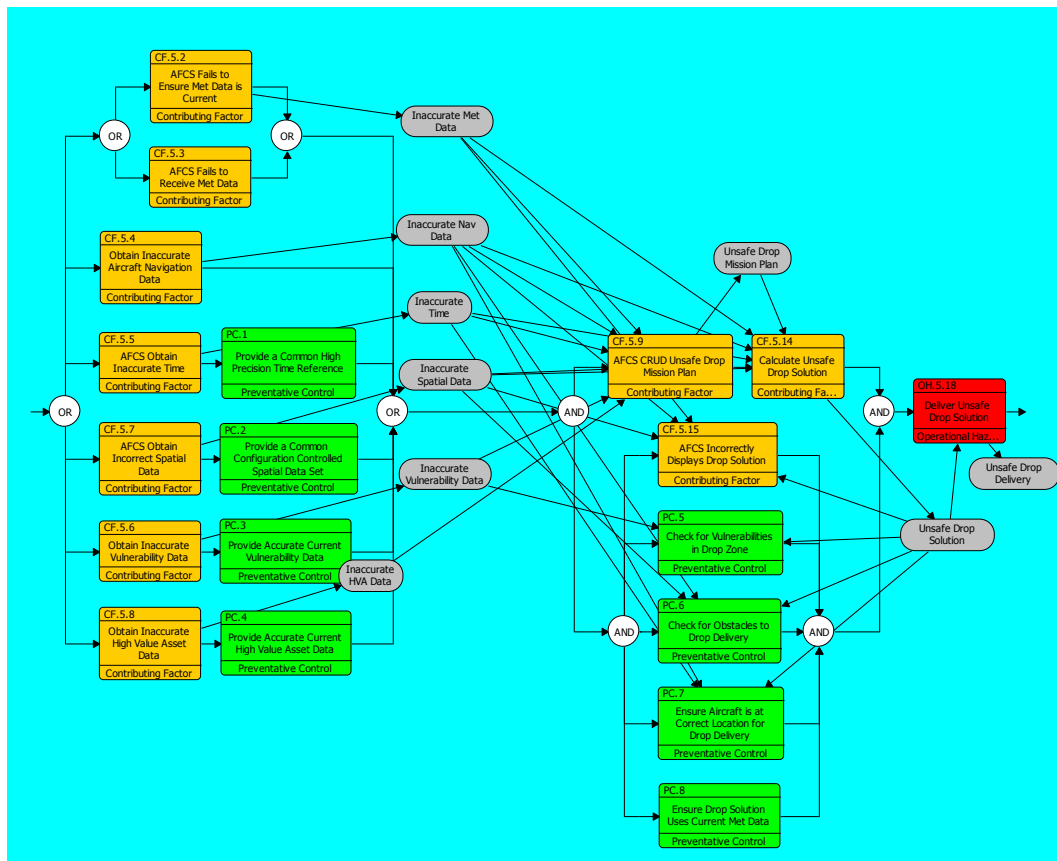 CF.5.2
AFCS Fails to
Ensure Met Data is
Current
Contributing Factor
OR
OR
CF.5.3
AFCS Fails to
Receive Met Data
Contributing Factor
Inaccurate Met
Data
CF.5.4
Obtain Inaccurate
Aircraft Navigation
Data
Contributing Factor
Inaccurate Nav
Data
Unsafe Drop
Mission Plan
CF.5.5
AFCS Obtain
Inaccurate Time
Contributing Factor
PC.1
Provide a Common High
Precision Time Reference
Preventative Control
Inaccurate
Time
Inaccurate
Spatial Data
CF.5.9
AFCS CRUD Unsafe Drop
Mission Plan
Contributing Factor
CF.5.14
Calculate Unsafe
Drop Solution
Contributing Fa...
OR
OR
AND
AND
OH.5.18
Deliver Unsafe
Drop Solution
Operational Haz...
CF.5.7
AFCS Obtain
Incorrect Spatial
Data
Contributing Factor
PC.2
Provide a Common
Configuration Controlled
Spatial Data Set
Preventative Control
Inaccurate
Vulnerability Data
CF.5.15
AFCS Incorrectly
Displays Drop Solution
Contributing Factor
Unsafe Drop
Delivery
CF.5.6
Obtain Inaccurate
Vulnerability Data
Contributing Factor
PC.3
Provide Accurate Current
Vulnerability Data
Preventative Control
Inaccurate
HVA Data
PC.5
Check for Vulnerabilities
in Drop Zone
Preventative Control
Unsafe Drop
Solution
CF.5.8
Obtain Inaccurate
High Value Asset
Data
Contributing Factor
PC.4
Provide Accurate Current
High Value Asset Data
Preventative Control
AND
PC.6
Check for Obstacles to
Drop Delivery
Preventative Control
AND
PC.7
Ensure Aircraft is at
Correct Location for
Drop Delivery
Preventative Control
PC.8
Ensure Drop Solution
Uses Current Met Data
Preventative Control